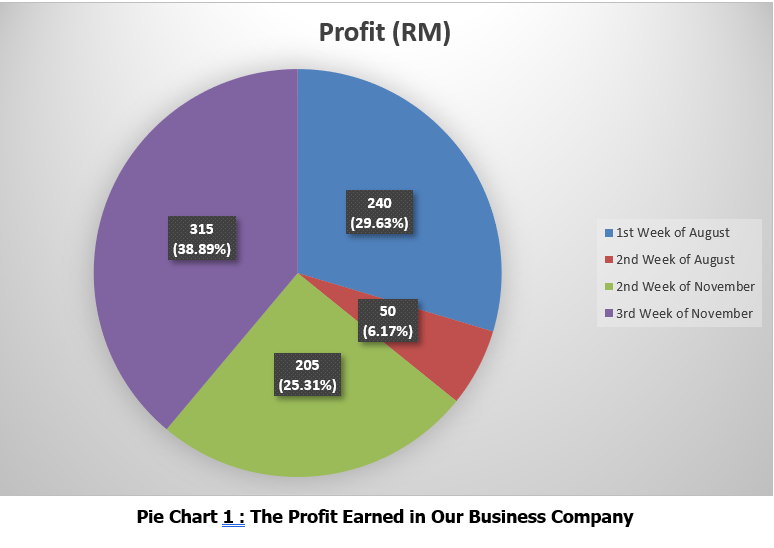 Profit (RM)
240
(29.63%)
315
(38.89%)
50
(6.17%)
205
(25.31%)
1st Week of August
2nd Week of August
2nd Week of November
3rd Week of November
Pie Chart 1 : The Profit Earned in Our Business Company